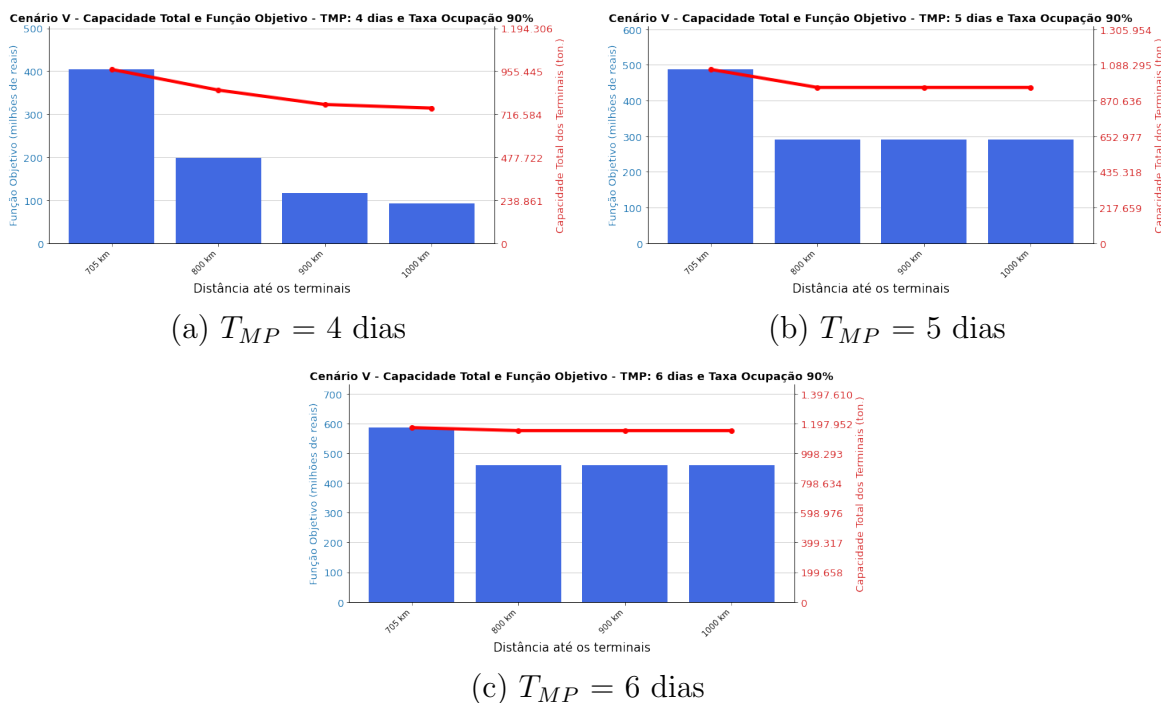 Cenário V - Capacidade Total e Função Objetivo - TMP: 4 dias e Taxa Ocupação 90%
Função Objetivo (milhões de reais)
500
400
300
200
100
0
1.194.306
955.445
716.584
477.722
238.861
0
Capacidade Total dos Terminais (ton.)
705 km
800 km
900 km
1000 km
Distância até os terminais
(a) T_{MP} = 4 dias
Cenário V - Capacidade Total e Função Objetivo - TMP: 5 dias e Taxa Ocupação 90%
Função Objetivo (milhões de reais)
600
500
400
300
200
100
0
1.305.954
1.088.295
870.636
652.977
435.318
217.659
0
Capacidade Total dos Terminais (ton.)
705 km
800 km
900 km
1000 km
Distância até os terminais
(b) T_{MP} = 5 dias
Cenário V - Capacidade Total e Função Objetivo - TMP: 6 dias e Taxa Ocupação 90%
Função Objetivo (milhões de reais)
700
600
500
400
300
200
100
0
1.397.610
1.197.952
998.293
798.634
598.976
399.317
199.658
0
Capacidade Total dos Terminais (ton.)
705 km
800 km
900 km
1000 km
Distância até os terminais
(c) T_{MP} = 6 dias